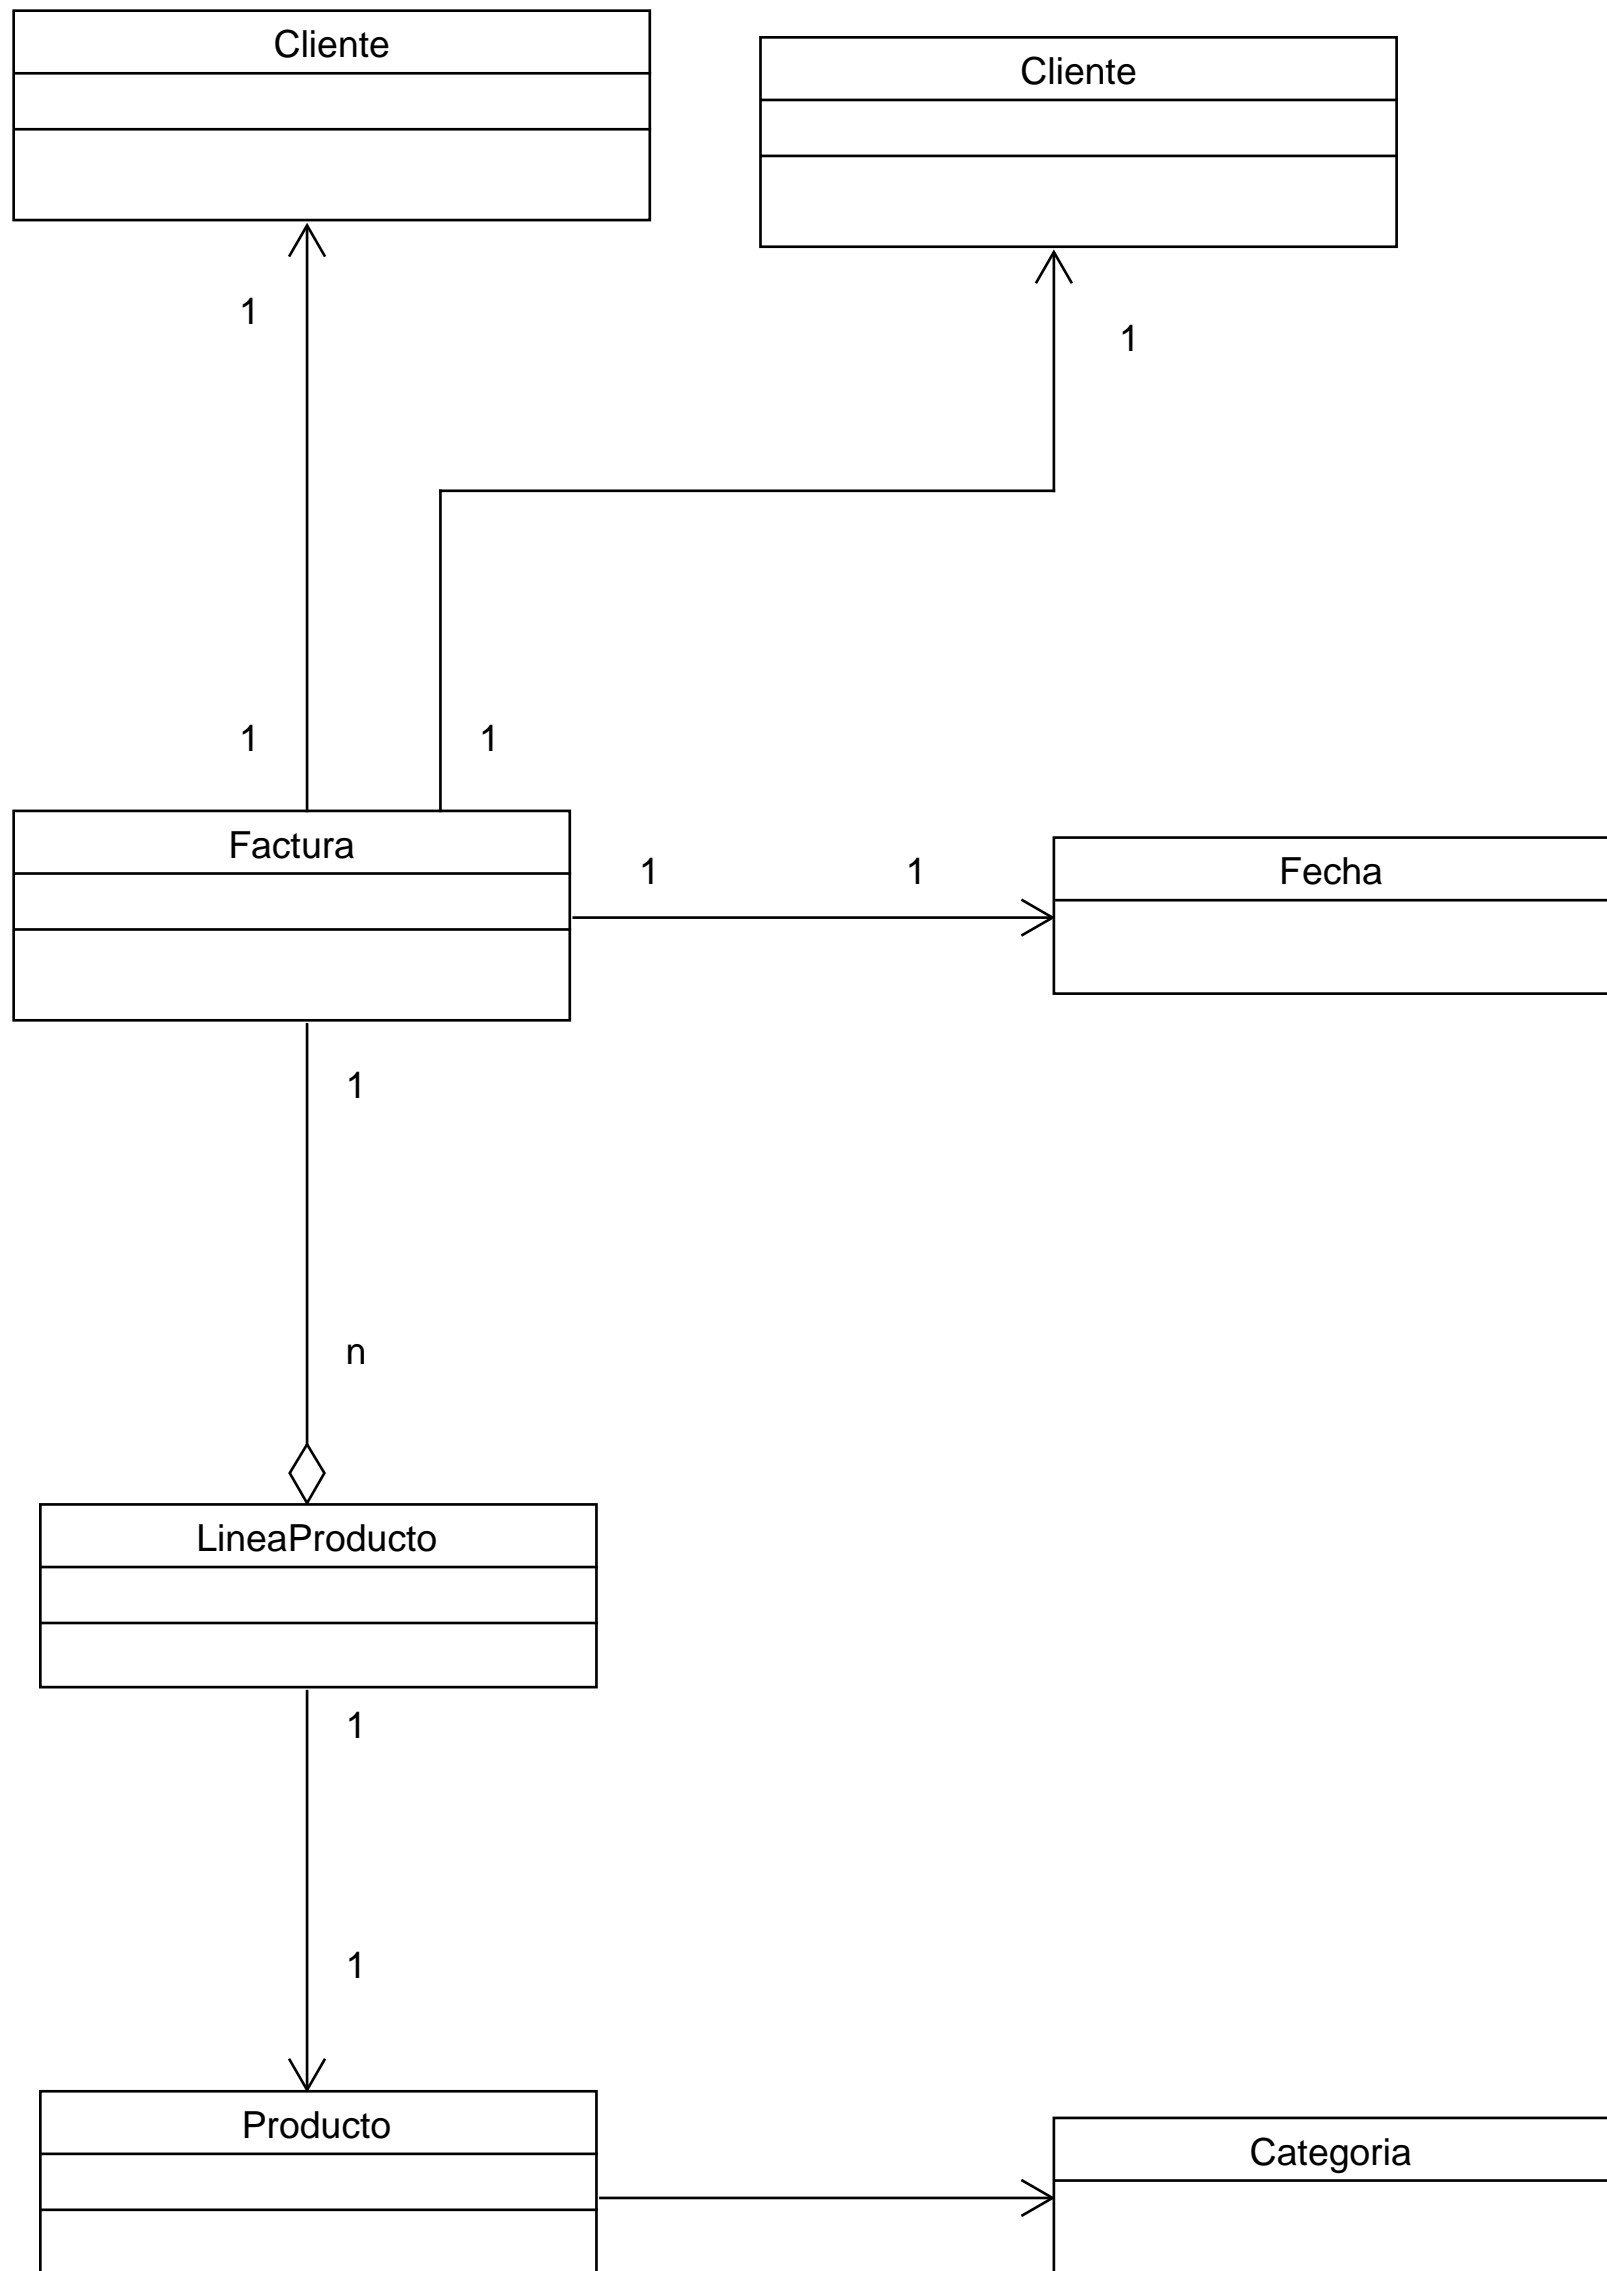 Cliente
Cliente
1
1
1
1
Factura
1
1
Fecha
1
n
LineaProducto
1
1
Producto
Categoria